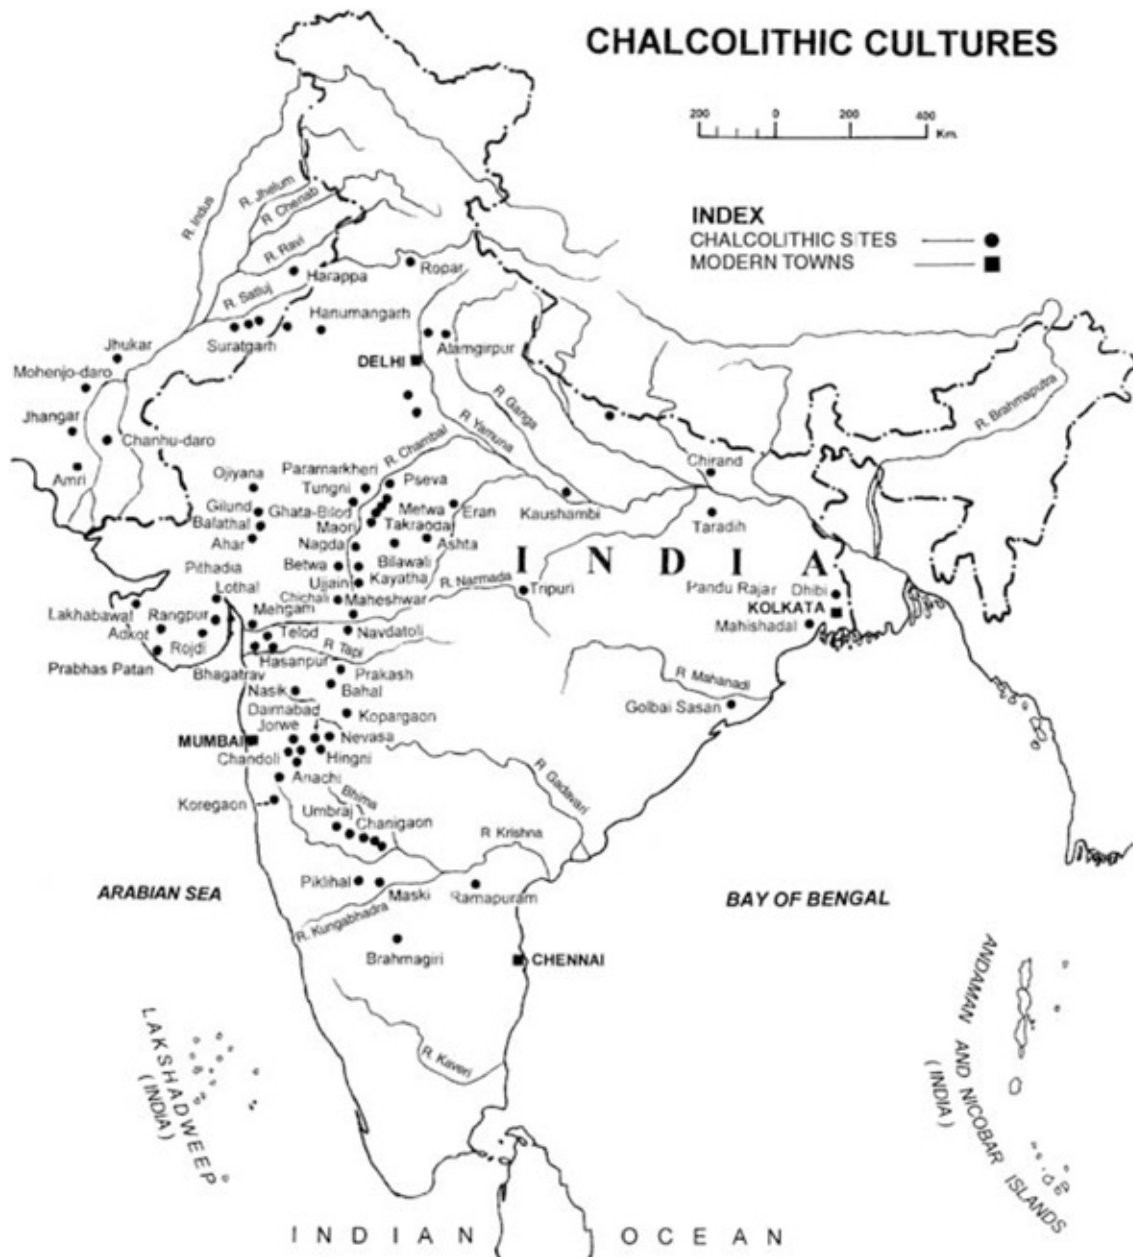 CHALCOLITHIC CULTURES
200 0 200 400
Km.
INDEX
CHALCOLITHIC SITES
MODERN TOWNS
R. Indus
R. Jhelum
R. Chenab
R. Ravi
Harappa
Ropar
R. Satluj
Hanumangarh
Suratgarh
Alamgirpur
Jhukar
DELHI
Mohenjo-daro
R. Ganga
R. Yamuna
R. Brahmaputra
Jhangar
Chanhu-daro
R. Chambal
Amri
Ojiyana
Paramarkheri
Tungni
Pseva
Chirand
Gilund
Ghata-Bilod
Metwa
Eran
Kaushambi
Balathal
Maori
Takraodal
Taradih
Ahar
Nagda
Ashta
INDIA
Pithadia
Betwa
Bilawali
Lothal
Ujjain
Kayatha
R. Narmada
Tripuri
Pandu Rajar Dhibi
Chichali
Maheshwar
KOLKATA
Lakhabawal
Rangpur
Mehgam
Mahishadal
Adkot
Rojdi
Telod
Navdatoli
R Tapi
Prabhas Patan
Hasanpur
Bhagatrav
Prakash
R Mahanadi
Nasik
Bahal
Daimabad
Kopargaon
Golbai Sasan
Jorwe
MUMBAI
Nevasa
Chandoli
Hingni
R Gadavari
Anachi
Bhima
Koregaon
Umbraj
Chanigaon
R Krishna
Piklihal
Maski
Ramapuram
ARABIAN SEA
BAY OF BENGAL
R. Kungabhadra
Brahmagiri
CHENNAI
R. Kaveri
LAKSHADWEEP
(INDIA)
ANDAMAN AND NICOBAR ISLANDS
(INDIA)
INDIAN OCEAN